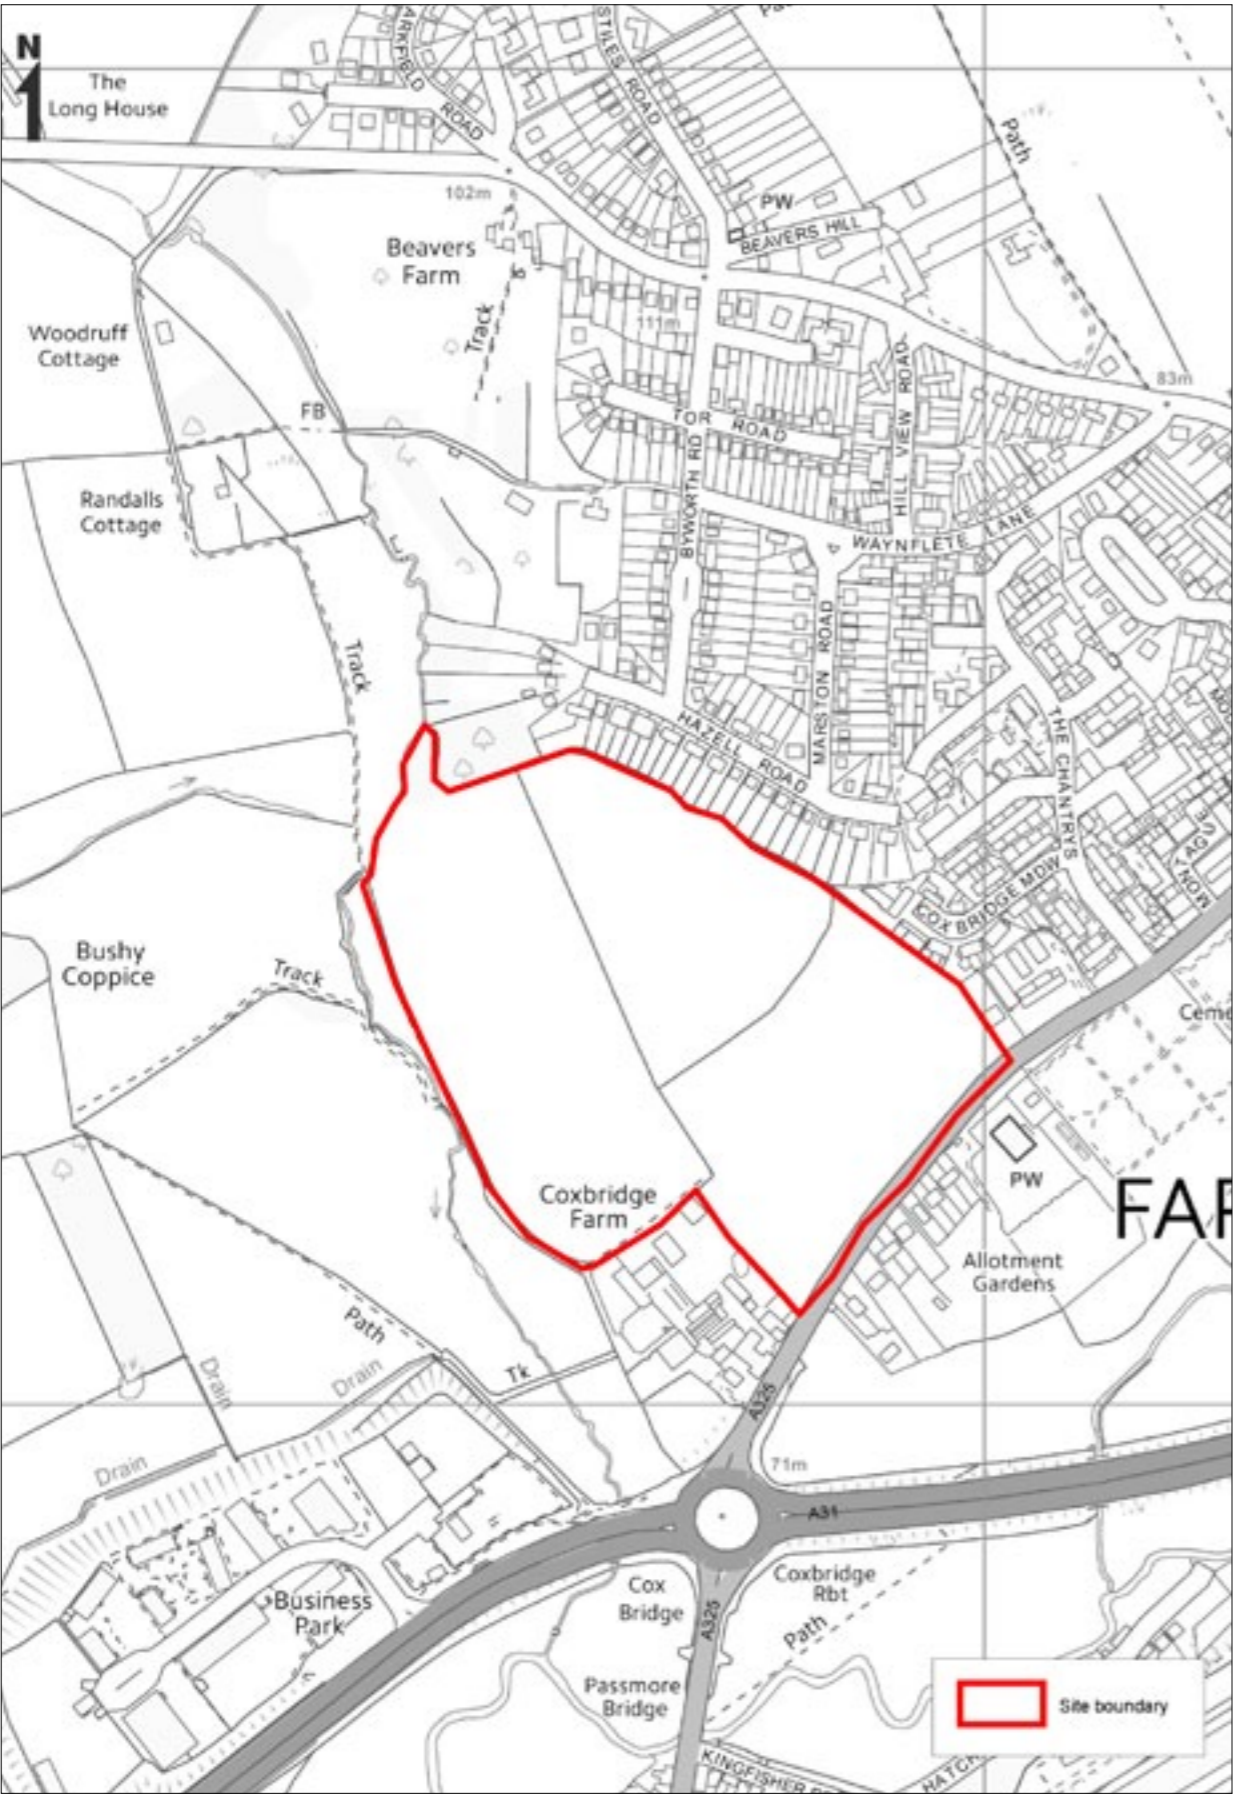 N
The
Long House
ARKFIELD ROAD
STILES ROAD
Path
PW
BEAVERS HILL
102m
Beavers
Farm
Track
111m
Woodruff
Cottage
83m
FB
TOR ROAD
HILL VIEW ROAD
BYWORTH RD
WAYNFLETE LANE
Randalls
Cottage
Track
MARSTON ROAD
HAZELL ROAD
THE CHANTRYS
COX BRIDGE MDW
Bushy
Coppice
Track
Coxbridge
Farm
PW
FAR
Allotment
Gardens
Path
Tk
Drain
Drain
Drain
A325
71m
A31
Business
Park
Cox
Bridge
Coxbridge
Rbt
A325
Path
Passmore
Bridge
Site boundary
KINGFISHER
HATCH